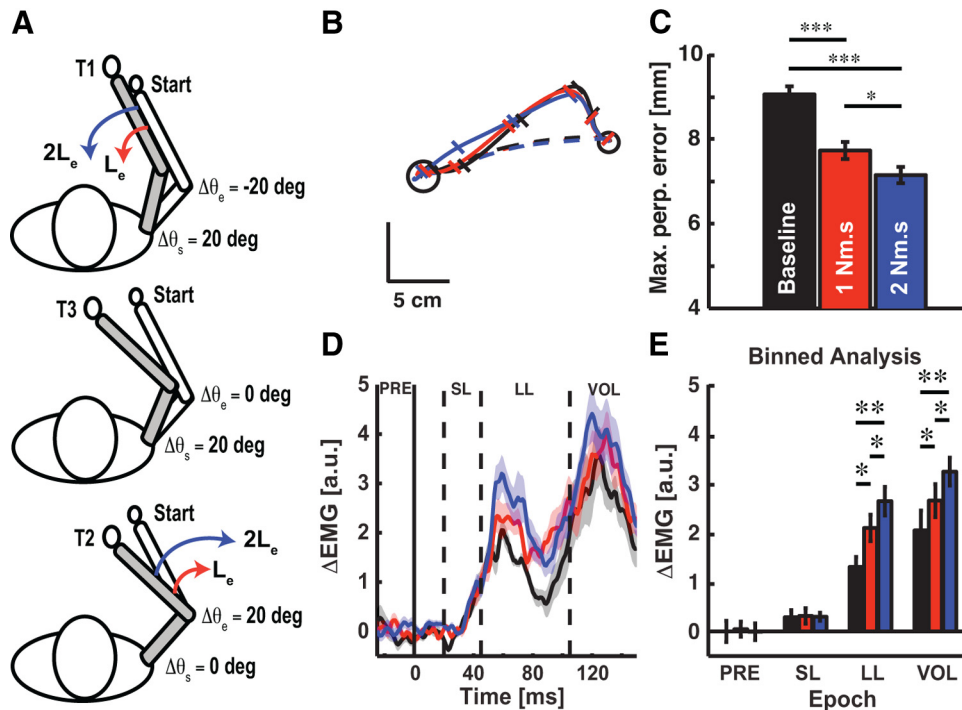 A
T1
Start
2Lₑ
Lₑ
Δθₑ = -20 deg
Δθₛ = 20 deg
Start
T3
Δθₑ = 0 deg
Δθₛ = 20 deg
Start
T2
2Lₑ
Lₑ
Δθₑ = 20 deg
Δθₛ = 0 deg
B
5 cm
C
***
***
*
10
8
6
4
Max. perp. error [mm]
Baseline
1 Nm.s
2 Nm.s
D
PRE SL LL VOL
5
4
3
2
1
0
ΔEMG [a.u.]
0 40 80 120
Time [ms]
E
Binned Analysis
**
*
*
**
*
*
5
4
3
2
1
0
ΔEMG [a.u.]
PRE SL LL VOL
Epoch